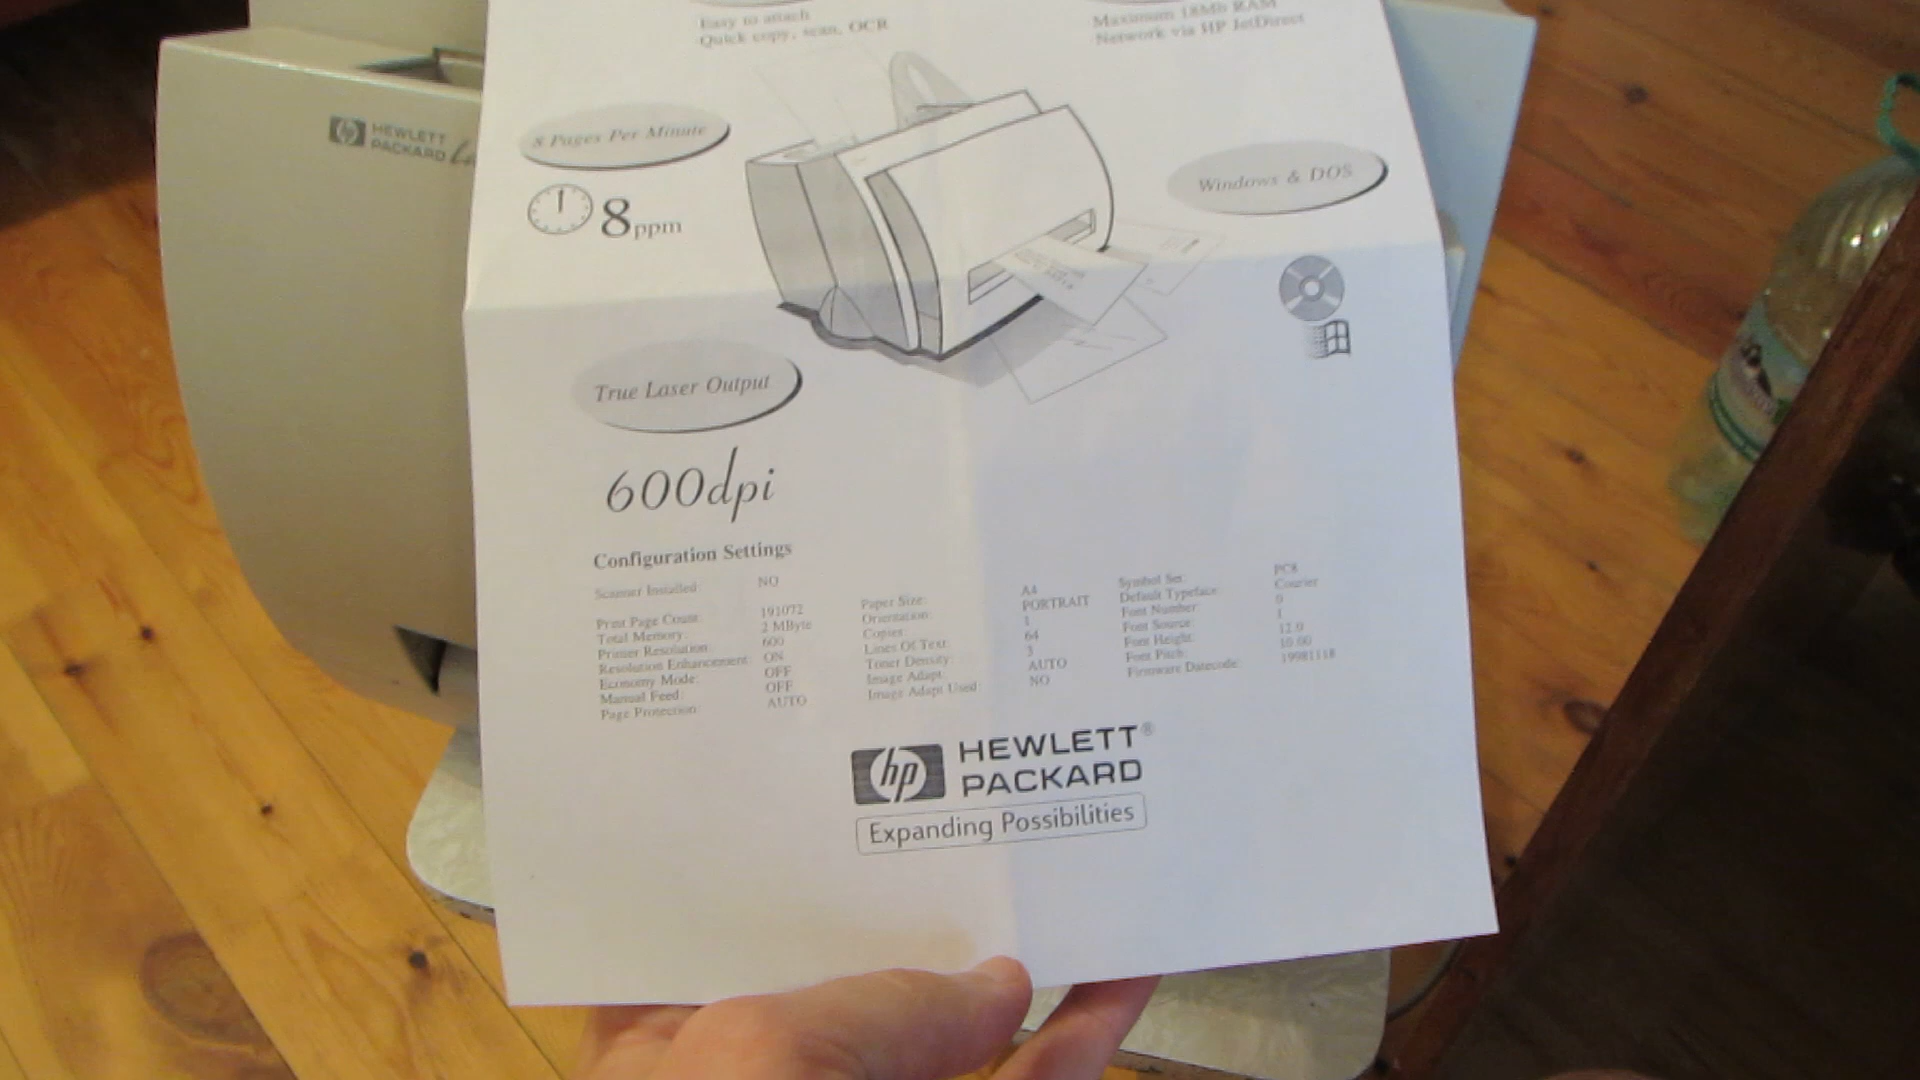 Easy to attach
Quick copy, scan, OCR
Maximum 18Mb RAM
Network via HP JetDirect
hp HEWLETT
PACKARD
8 Pages Per Minute
8ppm
Windows & DOS
True Laser Output
600dpi
Configuration Settings
Scanner Installed: NO
Print Page Count: 191072
Total Memory: 2 MByte
Printer Resolution: 600
Resolution Enhancement: ON
Economy Mode: OFF
Manual Feed: OFF
Page Protection: AUTO
Paper Size: A4
Orientation: PORTRAIT
Copies: 1
Lines Of Text: 64
Toner Density: 3
Image Adapt: AUTO
Image Adapt Used: NO
Symbol Set: PC8
Default Typeface: Courier
Font Number: 0
Font Source: 1
Font Height: 12.0
Font Pitch: 10.00
Firmware Datecode: 19981118
hp HEWLETT®
PACKARD
Expanding Possibilities